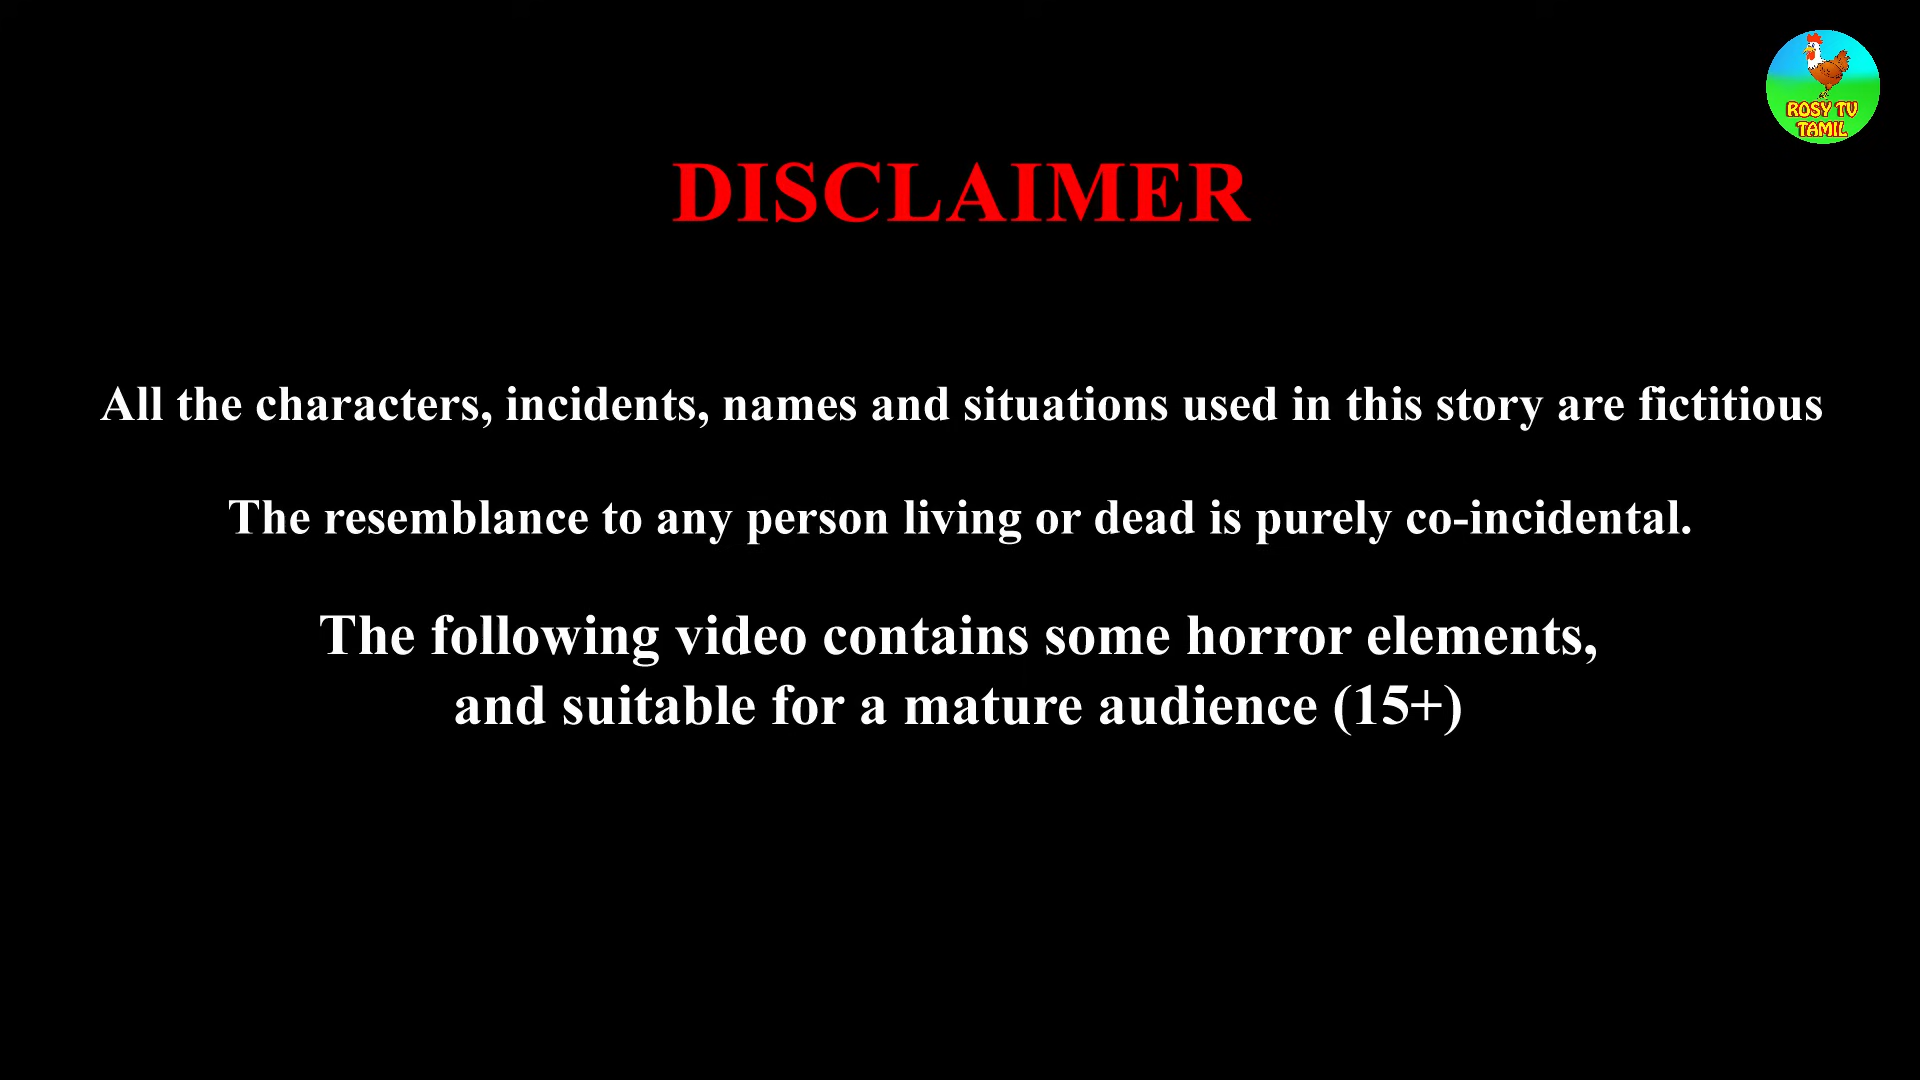 ROSY TV
TAMIL
DISCLAIMER
All the characters, incidents, names and situations used in this story are fictitious
The resemblance to any person living or dead is purely co-incidental.
The following video contains some horror elements,
and suitable for a mature audience (15+)